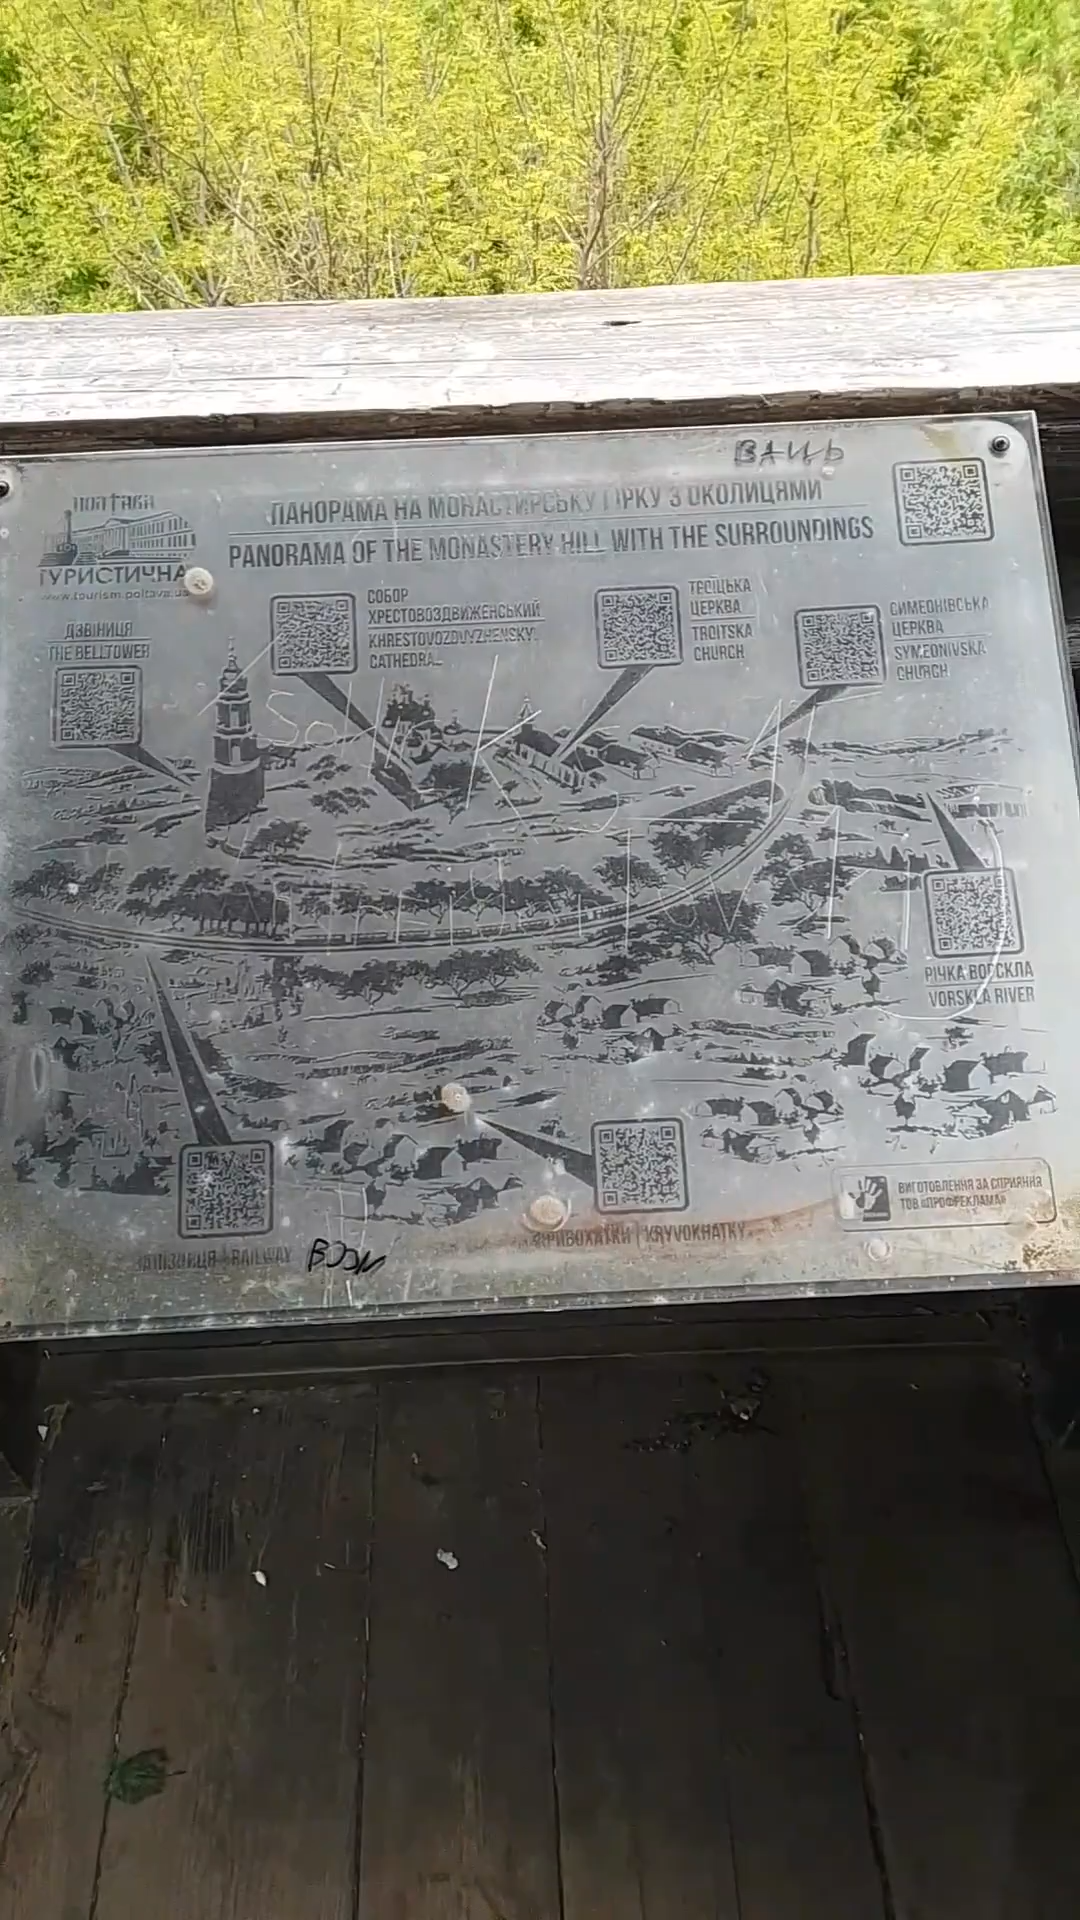 ВАЦЬ
полтава
ТУРИСТИЧНА
www.tourism.poltava.ua
ПАНОРАМА НА МОНАСТИРСЬКУ ГІРКУ З ОКОЛИЦЯМИ
PANORAMA OF THE MONASTERY HILL WITH THE SURROUNDINGS
ДЗВІНИЦЯ
THE BELLTOWER
СОБОР
ХРЕСТОВОЗДВИЖЕНСЬКИЙ
KHRESTOVOZDVYZHENSKYI
CATHEDRAL
ТРОЇЦЬКА
ЦЕРКВА
TROITSKA
CHURCH
СИМЕОНІВСЬКА
ЦЕРКВА
SYMEONIVSKA
CHURCH
РІЧКА ВОРСКЛА
VORSKLA RIVER
ЗАЛІЗНИЦЯ | RAILWAY
КРИВОХАТКИ | KRYVOKHATKY
ВИГОТОВЛЕННЯ ЗА СПРИЯННЯ
ТОВ «ПРОФРЕКЛАМА»